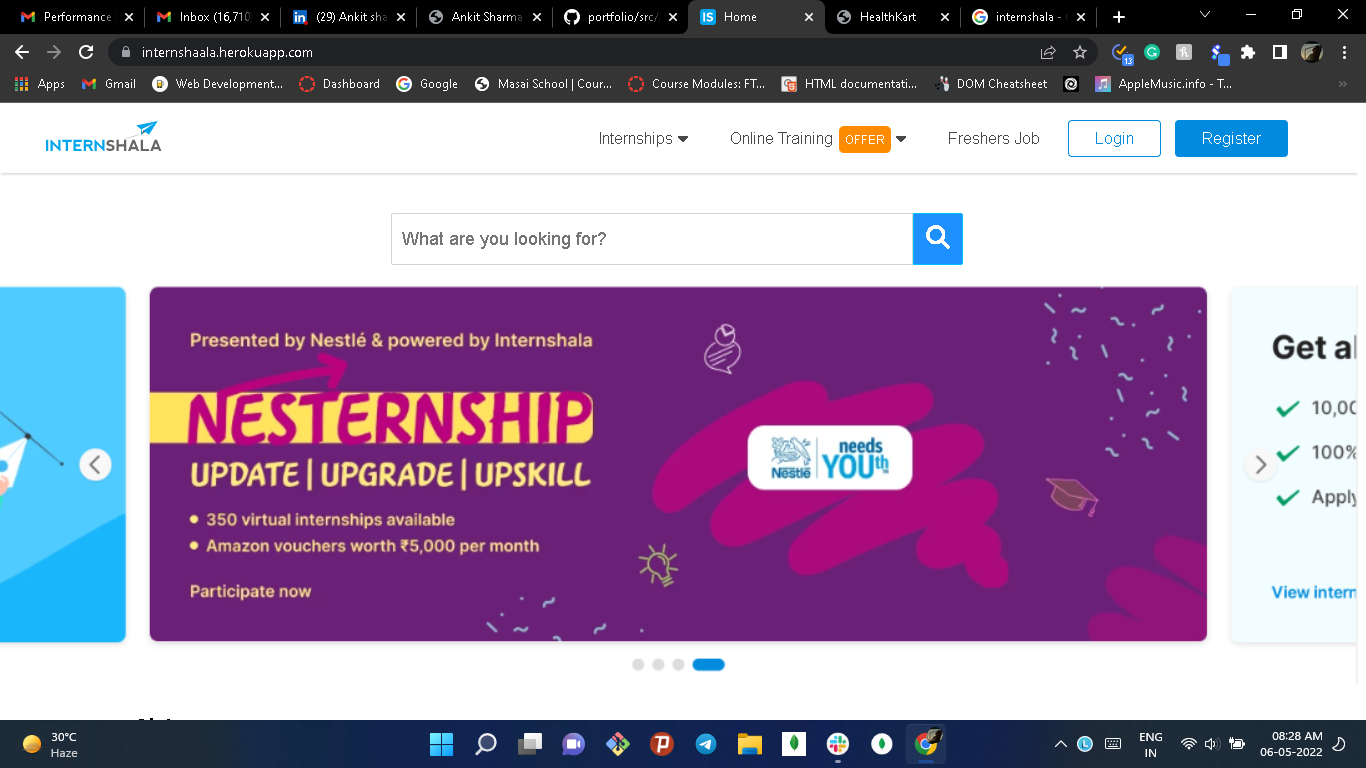 Performance
Inbox (16,710)
(29) Ankit sha
Ankit Sharma
portfolio/src/
IS Home
HealthKart
internshala -
internshaala.herokuapp.com
13
Apps
Gmail
Web Development...
Dashboard
Google
Masai School | Cour...
Course Modules: FT...
HTML documentati...
DOM Cheatsheet
AppleMusic.info - T...
INTERNSHALA
Internships
Online Training OFFER
Freshers Job
Login
Register
What are you looking for?
Presented by Nestlé & powered by Internshala
NESTERNSHIP
UPDATE | UPGRADE | UPSKILL
350 virtual internships available
Amazon vouchers worth ₹5,000 per month
Participate now
Nestlé
needs
YOUth
Get al
10,00
100%
Apply
View intern
30°C
Haze
ENG
IN
08:28 AM
06-05-2022